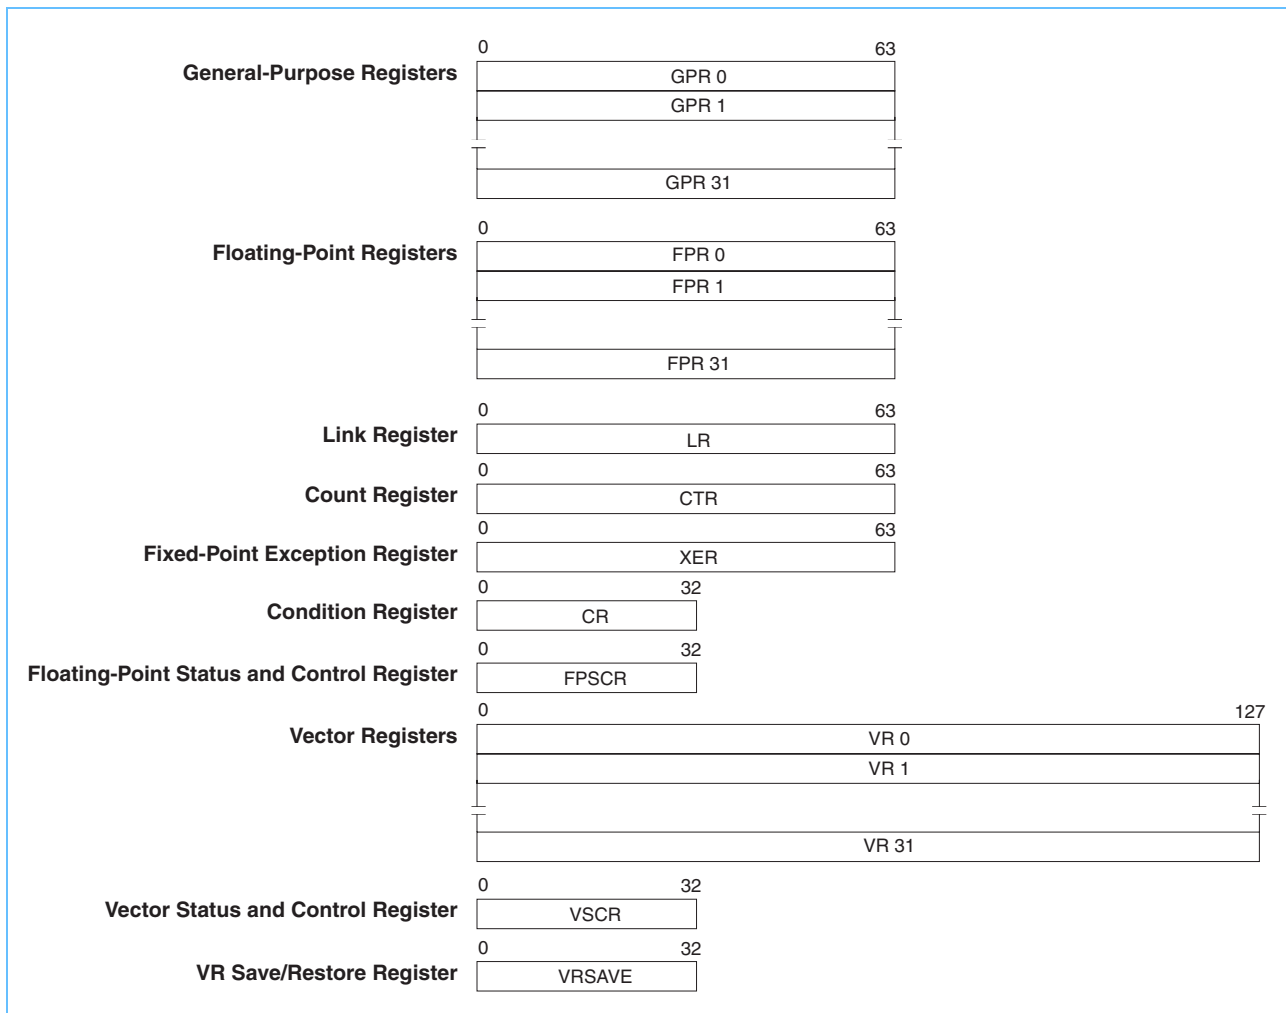 0 63
General-Purpose Registers GPR 0
GPR 1
GPR 31
0 63
Floating-Point Registers FPR 0
FPR 1
FPR 31
0 63
Link Register LR
0 63
Count Register CTR
0 63
Fixed-Point Exception Register XER
0 32
Condition Register CR
0 32
Floating-Point Status and Control Register FPSCR
0 127
Vector Registers VR 0
VR 1
VR 31
0 32
Vector Status and Control Register VSCR
0 32
VR Save/Restore Register VRSAVE